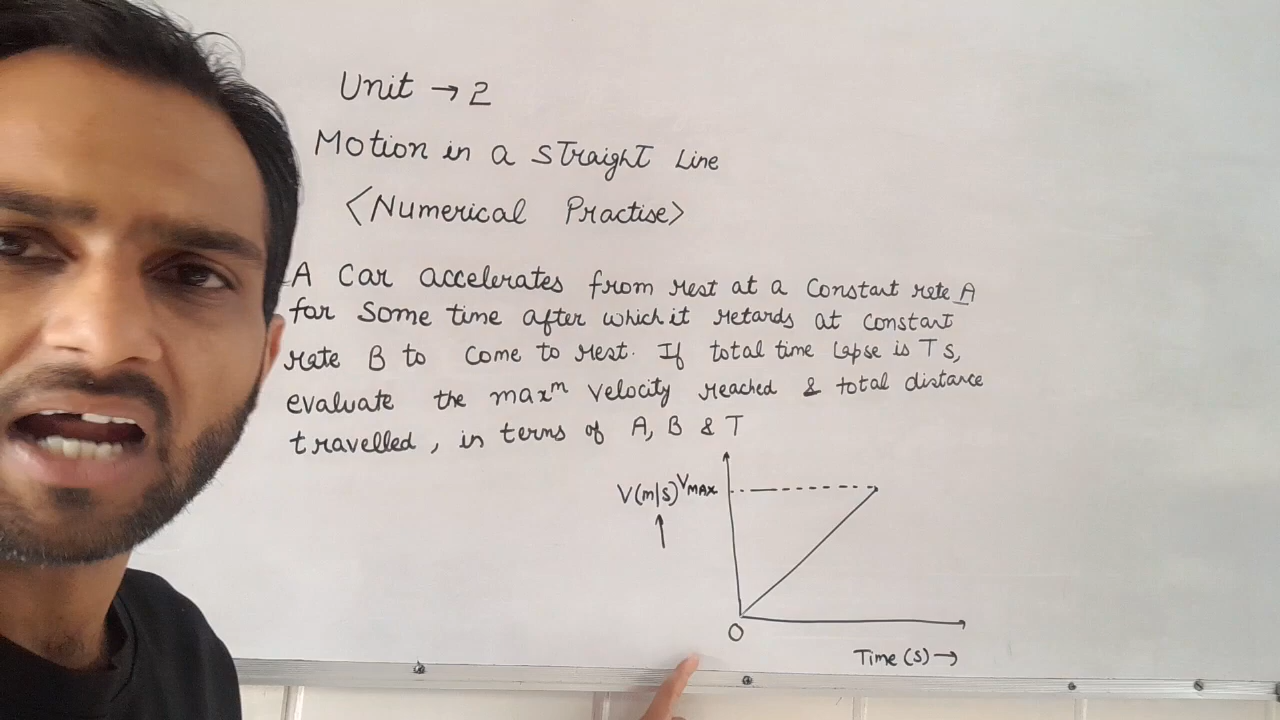 Unit → 2
Motion in a Straight Line
<Numerical Practise>
A Car accelerates from rest at a Constant rete A
for Some time after which it retards at constant
rate B to come to rest. If total time lapse is T s,
evaluate the maxᵐ velocity reached & total distance
travelled, in terms of A, B & T
V(m/s) VMAX
↑
O
Time (s) →